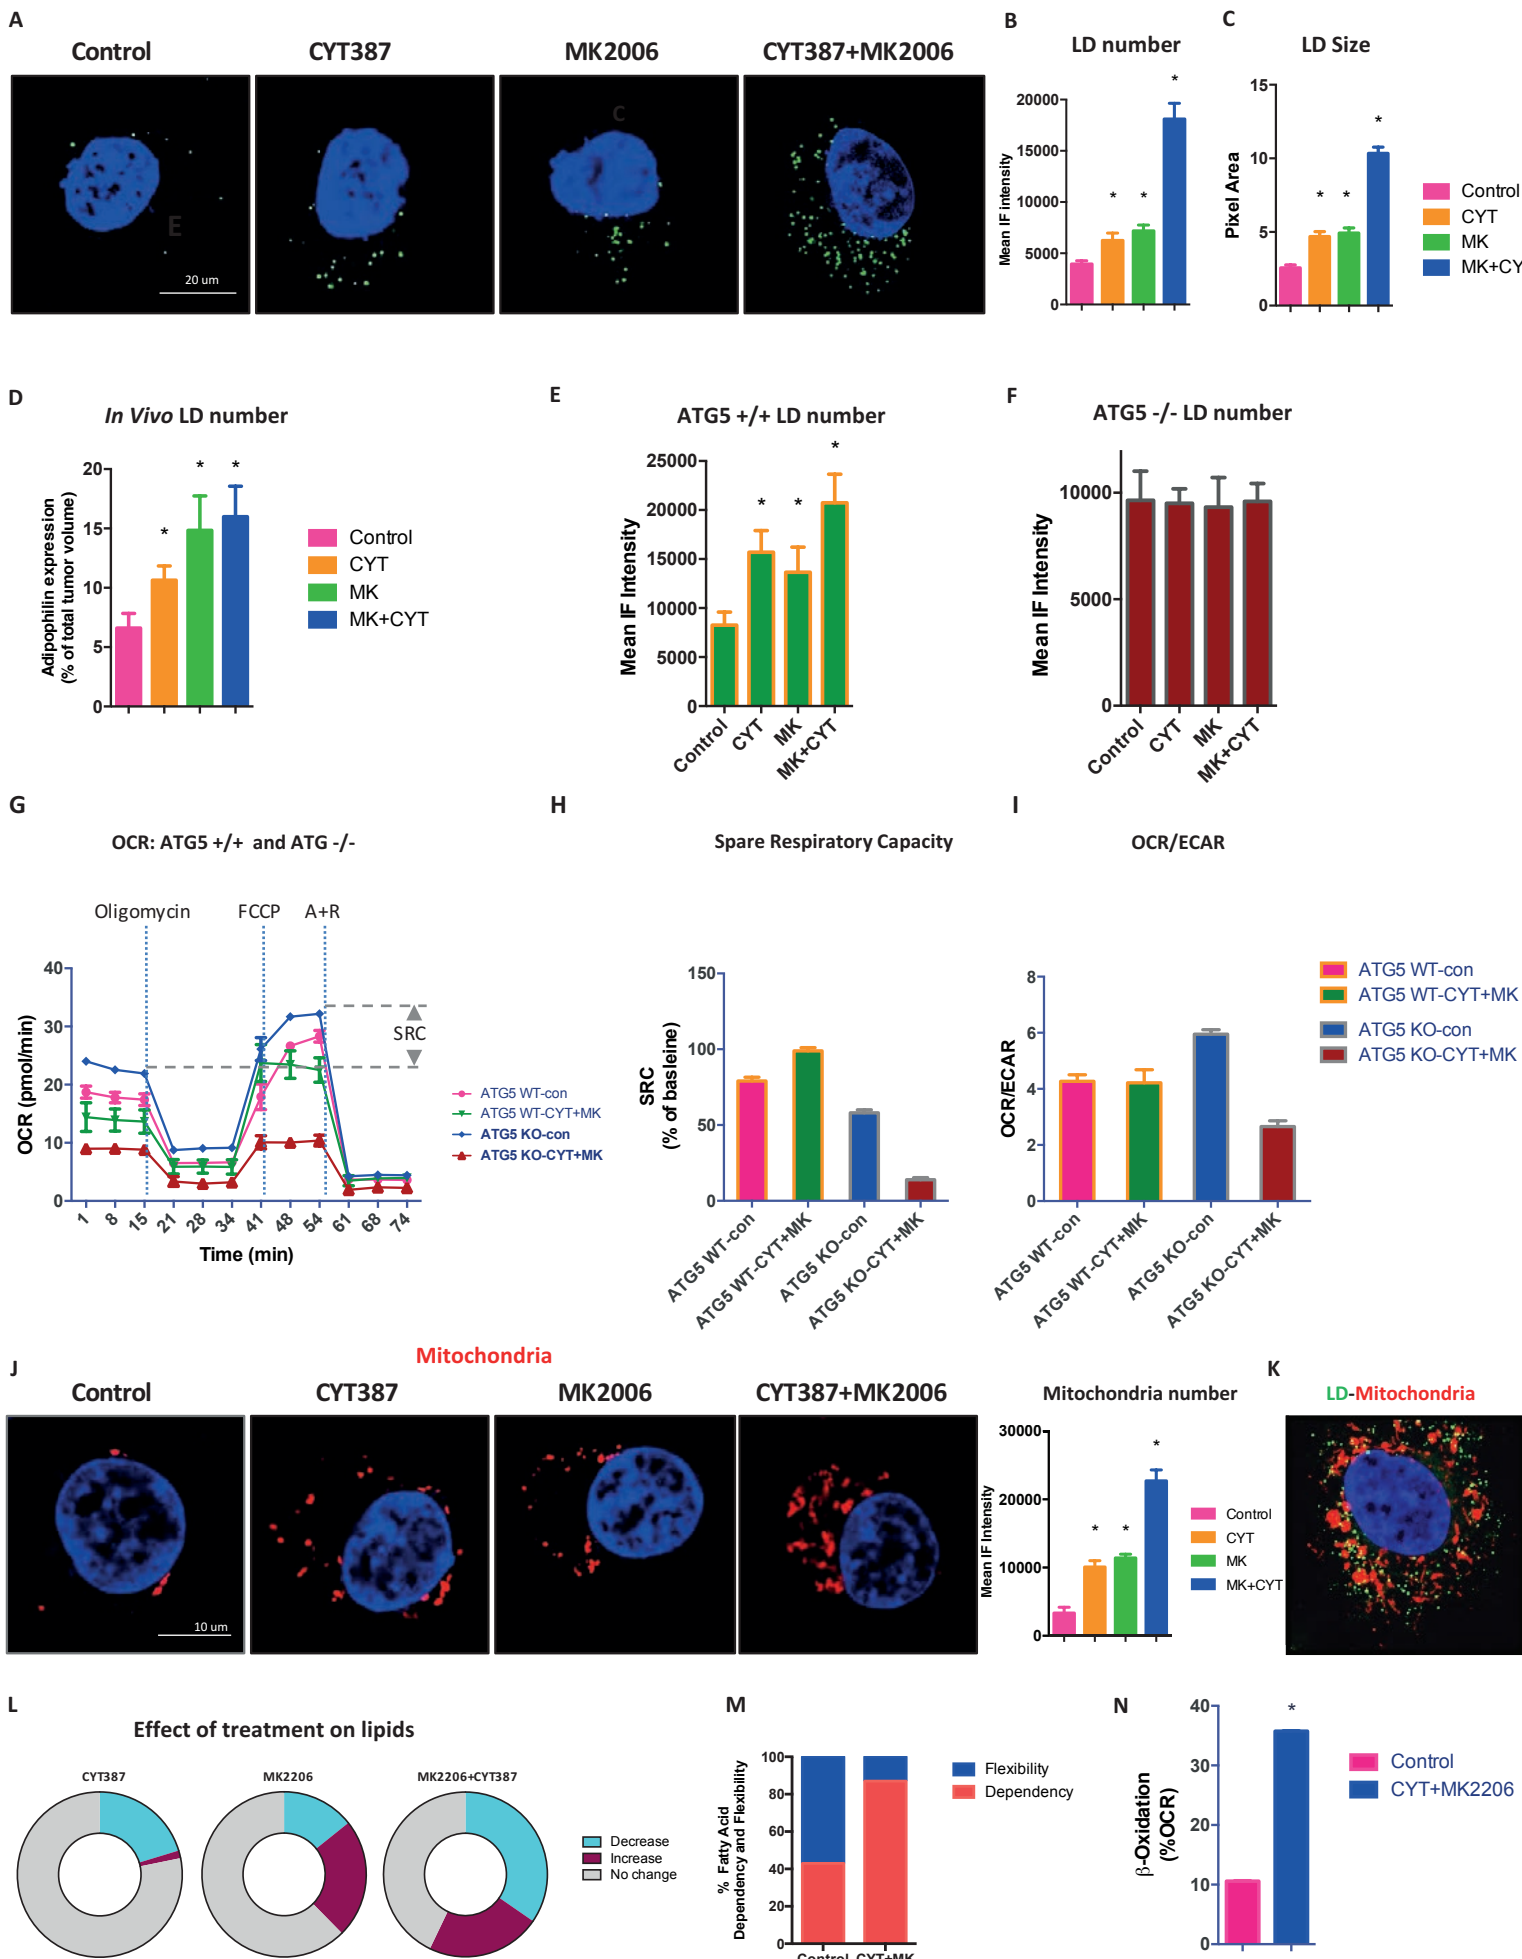 A
Control
CYT387
MK2006
CYT387+MK2006
E
C
20 um
B
LD number
Mean IF intensity
20000
15000
10000
5000
0
*
*
*
C
LD Size
Pixel Area
15
10
5
0
*
*
*
Control
CYT
MK
MK+CY
D
In Vivo LD number
Adipophilin expression
(% of total tumor volume)
20
15
10
5
0
*
*
*
Control
CYT
MK
MK+CYT
E
ATG5 +/+ LD number
Mean IF Intensity
25000
20000
15000
10000
5000
0
*
*
*
Control
CYT
MK
MK+CYT
F
ATG5 -/- LD number
Mean IF Intensity
10000
5000
0
Control
CYT
MK
MK+CYT
G
OCR: ATG5 +/+ and ATG -/-
Oligomycin
FCCP
A+R
SRC
OCR (pmol/min)
40
30
20
10
0
1
8
15
21
28
34
41
48
54
61
68
74
Time (min)
ATG5 WT-con
ATG5 WT-CYT+MK
ATG5 KO-con
ATG5 KO-CYT+MK
H
Spare Respiratory Capacity
SRC
(% of basleine)
150
100
50
0
ATG5 WT-con
ATG5 WT-CYT+MK
ATG5 KO-con
ATG5 KO-CYT+MK
I
OCR/ECAR
OCR/ECAR
8
6
4
2
0
ATG5 WT-con
ATG5 WT-CYT+MK
ATG5 KO-con
ATG5 KO-CYT+MK
ATG5 WT-con
ATG5 WT-CYT+MK
ATG5 KO-con
ATG5 KO-CYT+MK
J
Mitochondria
Control
CYT387
MK2006
CYT387+MK2006
10 um
Mitochondria number
Mean IF Intensity
30000
20000
10000
0
*
*
*
Control
CYT
MK
MK+CYT
K
LD-Mitochondria
L
Effect of treatment on lipids
CYT387
MK2206
MK2206+CYT387
Decrease
Increase
No change
M
% Fatty Acid
Dependency and Flexibility
100
80
60
40
20
0
Control CYT+MK
Flexibility
Dependency
N
β-Oxidation
(%OCR)
40
30
20
10
0
*
Control
CYT+MK2206